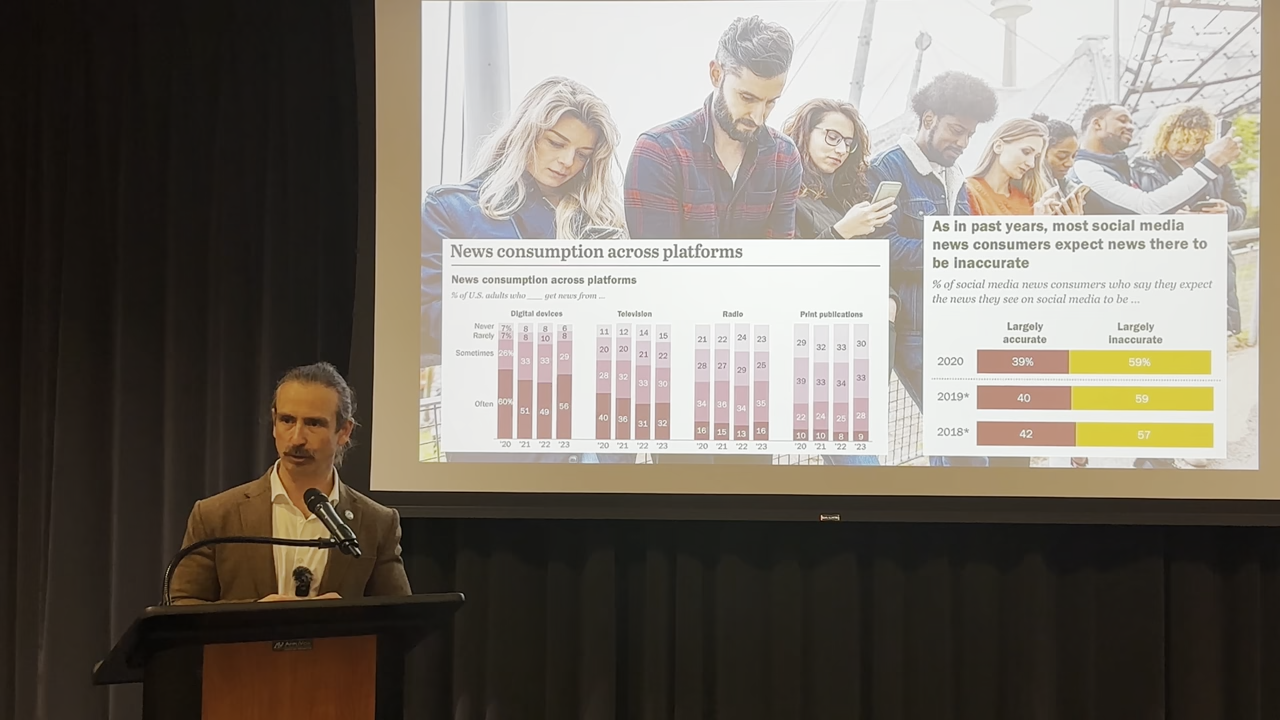 News consumption across platforms
News consumption across platforms
% of U.S. adults who ___ get news from ...
Digital devices Television Radio Print publications
Never 7% 8 8 6 11 12 14 15 21 22 24 23 29 32 33 30
Rarely 7% 8 10 8 20 20 21 22 28 27 29 25 39 33 34 33
Sometimes 26% 33 33 29 28 32 33 30 34 36 34 35 22 24 25 28
Often 60% 51 49 56 40 36 31 32 16 15 13 16 10 10 8 9
'20 '21 '22 '23 '20 '21 '22 '23 '20 '21 '22 '23 '20 '21 '22 '23
As in past years, most social media
news consumers expect news there to
be inaccurate
% of social media news consumers who say they expect
the news they see on social media to be ...
Largely accurate Largely inaccurate
2020 39% 59%
2019* 40 59
2018* 42 57